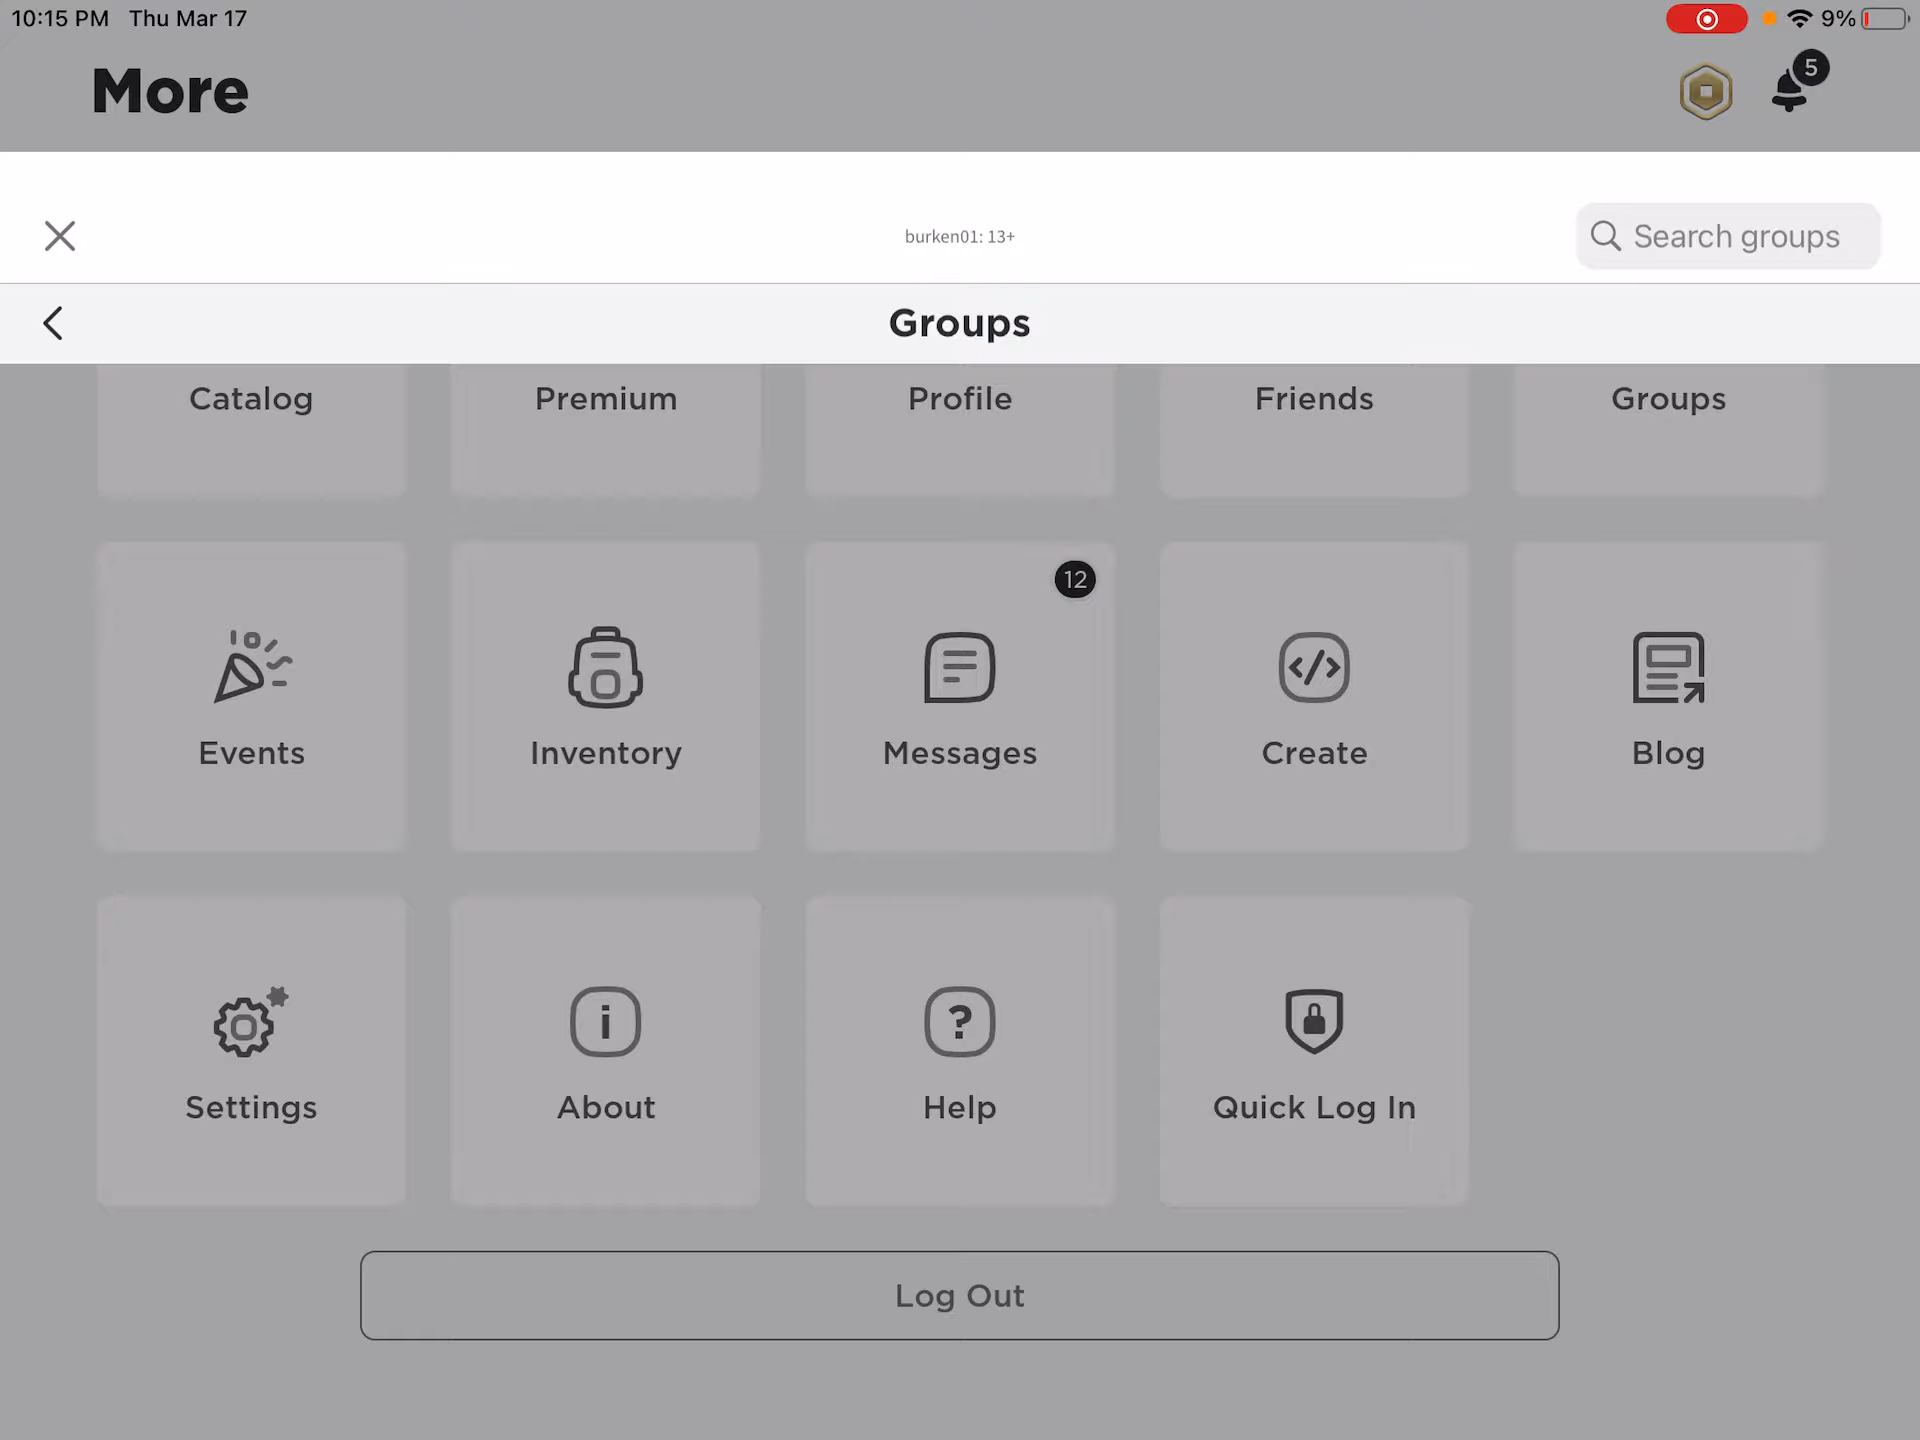 10:15 PM Thu Mar 17
9%
More
5
burken01: 13+
Search groups
Groups
Catalog
Premium
Profile
Friends
Groups
12
Events
Inventory
Messages
Create
Blog
Settings
About
Help
Quick Log In
Log Out